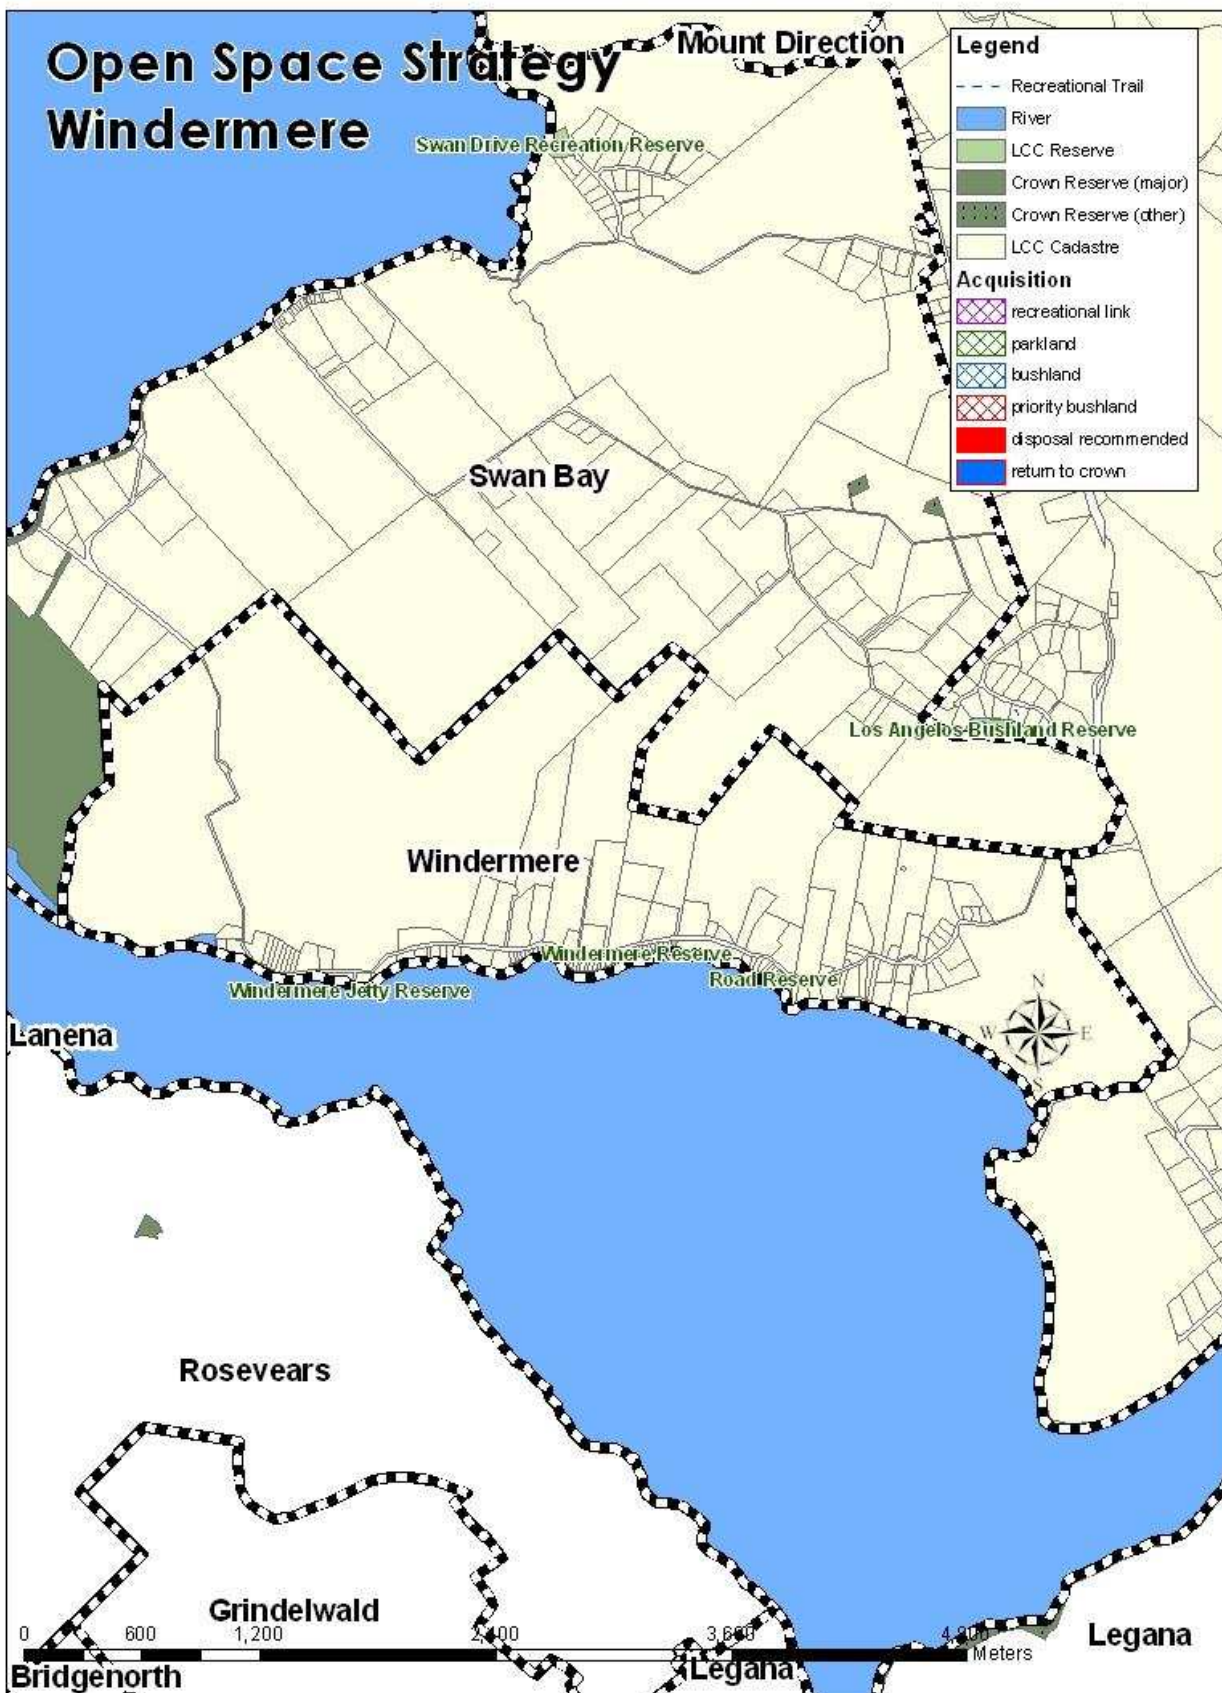 Open Space Strategy
Windermere
Mount Direction
Legend
Recreational Trail
River
LCC Reserve
Crown Reserve (major)
Crown Reserve (other)
LCC Cadastre
Acquisition
recreational link
parkland
bushland
priority bushland
disposal recommended
return to crown
Swan Drive Recreation Reserve
Swan Bay
Los Angelos Bushland Reserve
Windermere
Windermere Reserve
Road Reserve
Windermere Jetty Reserve
N
W E
S
Lanena
Rosevears
Grindelwald
0 600 1,200 2,400 3,600 4,800
Meters
Legana
Legana
Bridgenorth